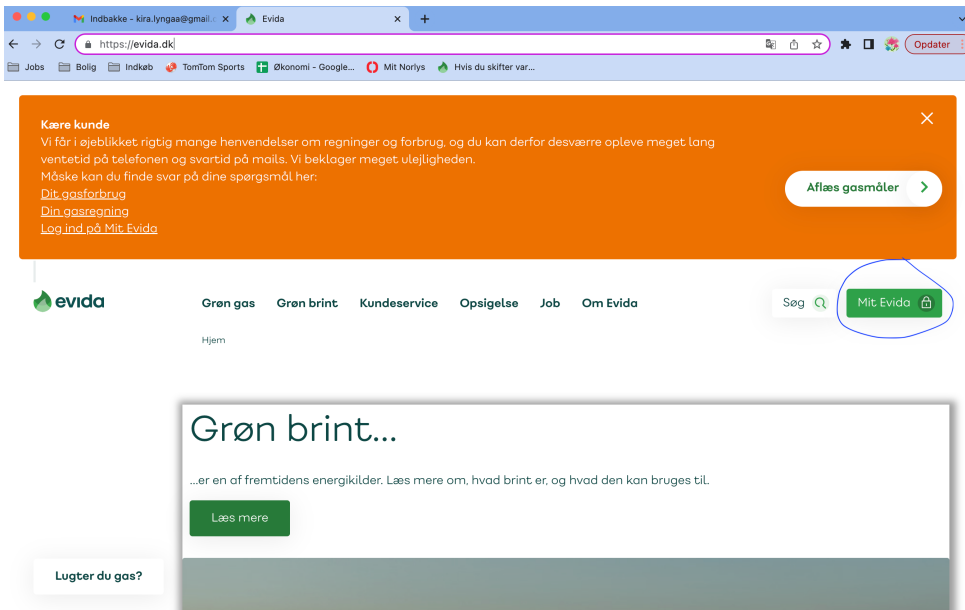 Indbakke - kira.lyngaa@gmail.c
Evida
https://evida.dk
Opdater
Jobs
Bolig
Indkøb
TomTom Sports
Økonomi - Google...
Mit Norlys
Hvis du skifter var...
Kære kunde
Vi får i øjeblikket rigtig mange henvendelser om regninger og forbrug, og du kan derfor desværre opleve meget lang
ventetid på telefonen og svartid på mails. Vi beklager meget ulejligheden.
Måske kan du finde svar på dine spørgsmål her:
Dit gasforbrug
Din gasregning
Log ind på Mit Evida
Aflæs gasmåler
evida
Grøn gas
Grøn brint
Kundeservice
Opsigelse
Job
Om Evida
Søg
Mit Evida
Hjem
Grøn brint...
...er en af fremtidens energikilder. Læs mere om, hvad brint er, og hvad den kan bruges til.
Læs mere
Lugter du gas?